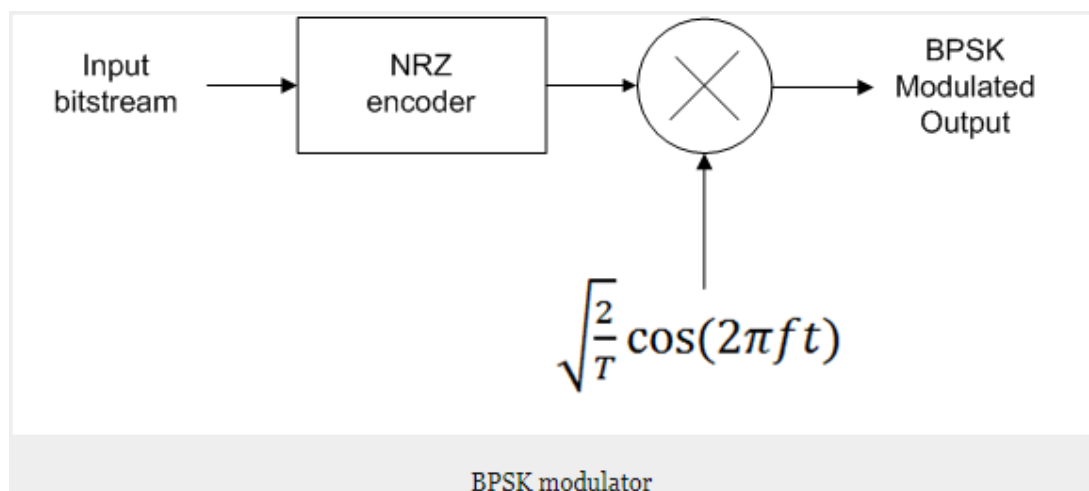 Input
bitstream
NRZ
encoder
BPSK
Modulated
Output
√(2/T) cos(2πft)
BPSK modulator